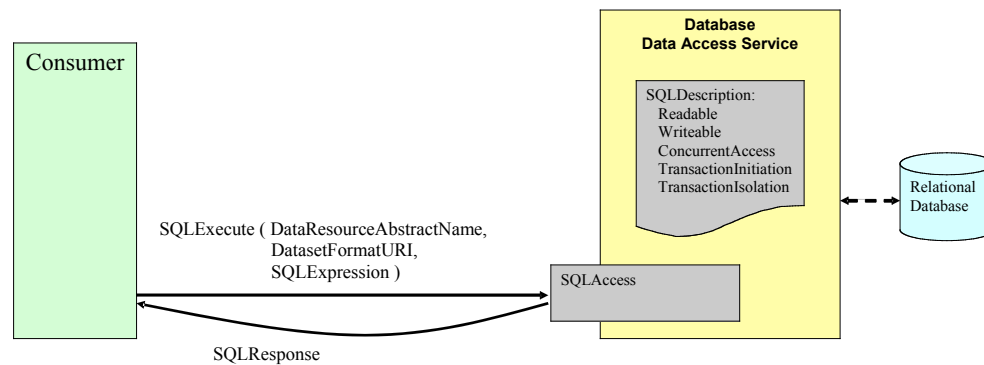 Consumer
Database
Data Access Service
SQLDescription:
Readable
Writeable
ConcurrentAccess
TransactionInitiation
TransactionIsolation
Relational
Database
SQLExecute ( DataResourceAbstractName,
DatasetFormatURI,
SQLExpression )
SQLAccess
SQLResponse